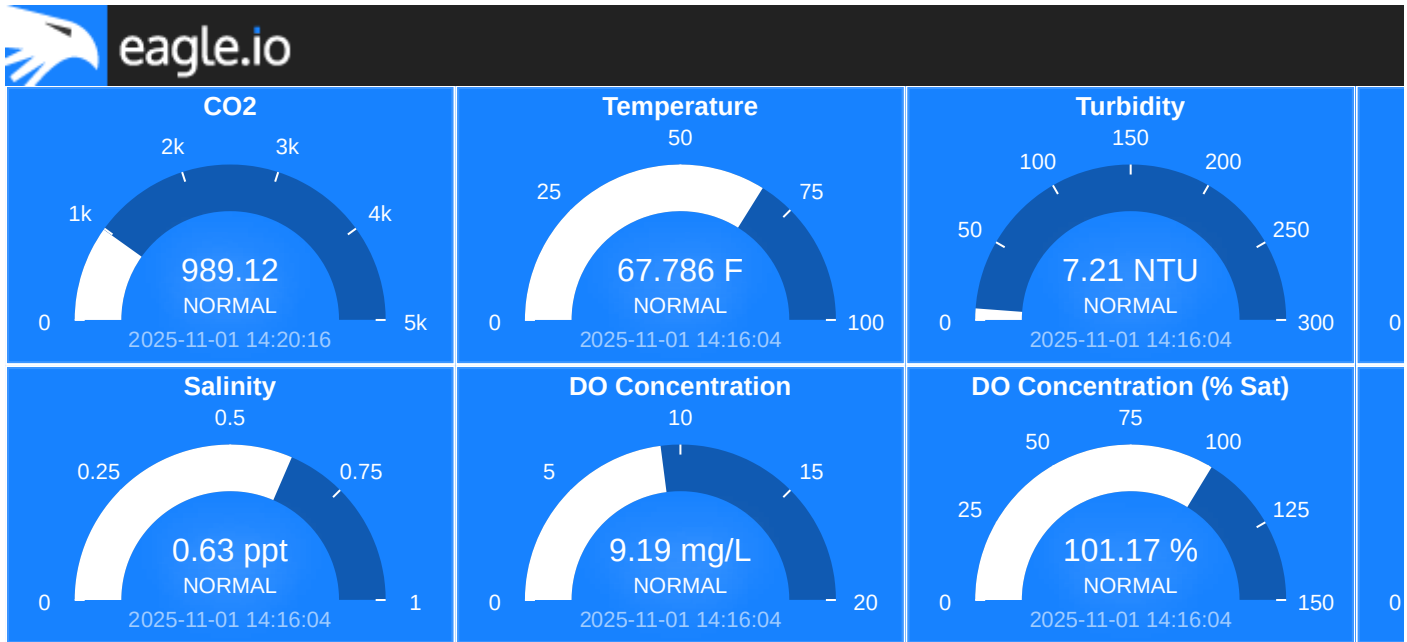 eagle.io
CO2
2k 3k
1k 4k
989.12
NORMAL
0 5k
2025-11-01 14:20:16
Temperature
50
25 75
67.786 F
NORMAL
0 100
2025-11-01 14:16:04
Turbidity
150
100 200
50 250
7.21 NTU
NORMAL
0 300
2025-11-01 14:16:04
0
Salinity
0.5
0.25 0.75
0.63 ppt
NORMAL
0 1
2025-11-01 14:16:04
DO Concentration
10
5 15
9.19 mg/L
NORMAL
0 20
2025-11-01 14:16:04
DO Concentration (% Sat)
75
50 100
25 125
101.17 %
NORMAL
0 150
2025-11-01 14:16:04
0